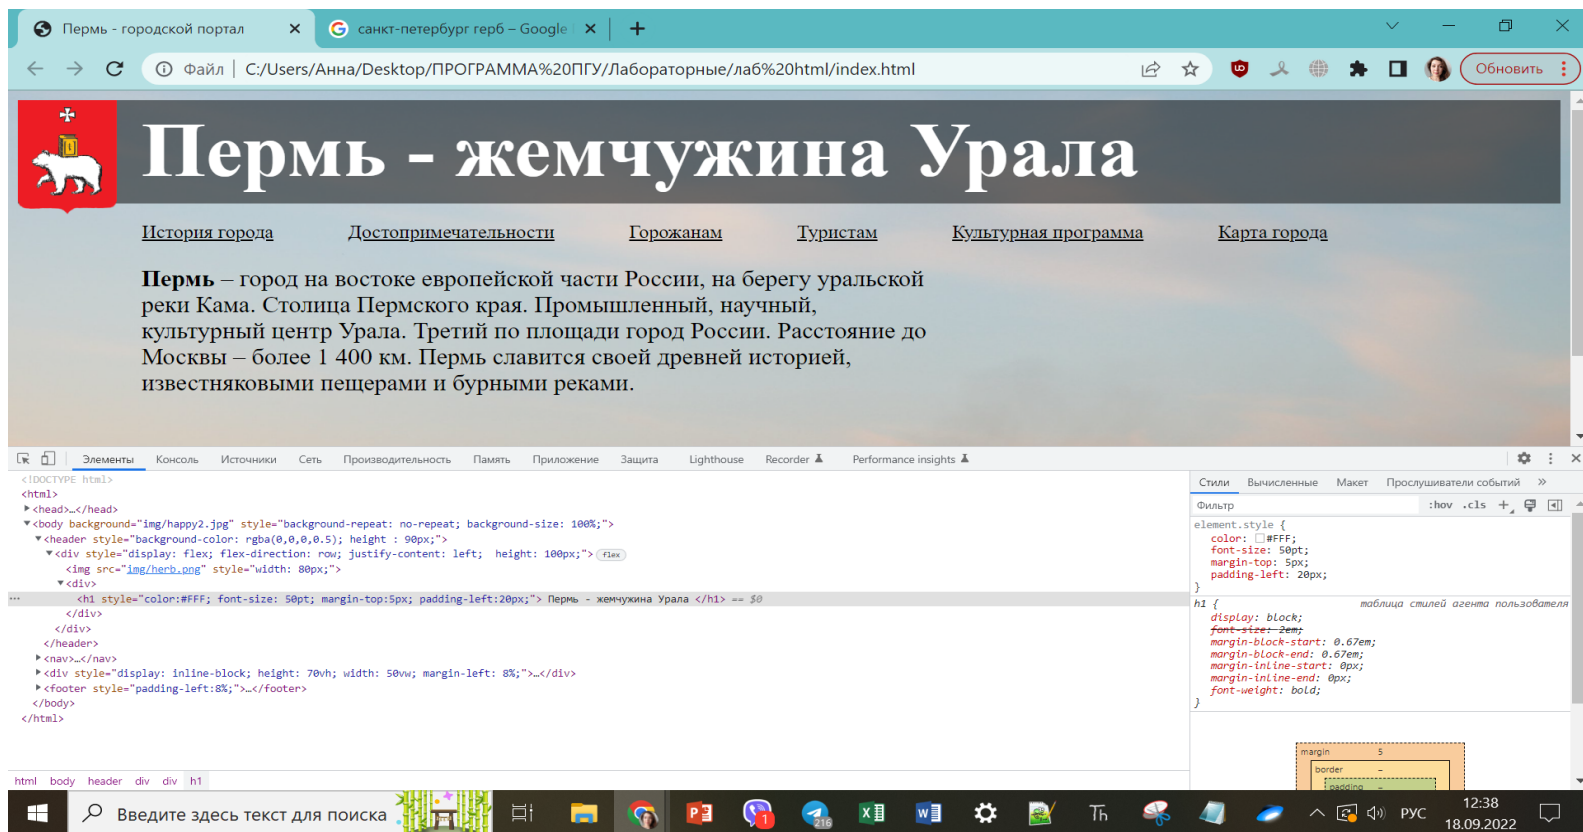 Пермь - городской портал
санкт-петербург герб – Google
Файл | C:/Users/Анна/Desktop/ПРОГРАММА%20ПГУ/Лабораторные/лаб%20html/index.html
Обновить
Пермь - жемчужина Урала
История города Достопримечательности Горожанам Туристам Культурная программа Карта города
Пермь – город на востоке европейской части России, на берегу уральской
реки Кама. Столица Пермского края. Промышленный, научный,
культурный центр Урала. Третий по площади город России. Расстояние до
Москвы – более 1 400 км. Пермь славится своей древней историей,
известняковыми пещерами и бурными реками.
Элементы Консоль Источники Сеть Производительность Память Приложение Защита Lighthouse Recorder Performance insights
<!DOCTYPE html>
<html>
<head>…</head>
<body background="img/happy2.jpg" style="background-repeat: no-repeat; background-size: 100%;">
<header style="background-color: rgba(0,0,0,0.5); height : 90px;">
<div style="display: flex; flex-direction: row; justify-content: left;  height: 100px;"> flex
<img src="img/herb.png" style="width: 80px;">
<div>
<h1 style="color:#FFF; font-size: 50pt; margin-top:5px; padding-left:20px;"> Пермь - жемчужина Урала </h1> == $0
</div>
</div>
</header>
<nav>…</nav>
<div style="display: inline-block; height: 70vh; width: 50vw; margin-left: 8%;">…</div>
<footer style="padding-left:8%;">…</footer>
</body>
</html>
html body header div div h1
Стили Вычисленные Макет Прослушиватели событий »
Фильтр :hov .cls +
element.style {
color: #FFF;
font-size: 50pt;
margin-top: 5px;
padding-left: 20px;
}
h1 { таблица стилей агента пользователя
display: block;
font-size: 2em;
margin-block-start: 0.67em;
margin-block-end: 0.67em;
margin-inline-start: 0px;
margin-inline-end: 0px;
font-weight: bold;
}
margin 5
border –
padding –
Введите здесь текст для поиска
1
216
РУС
12:38
18.09.2022